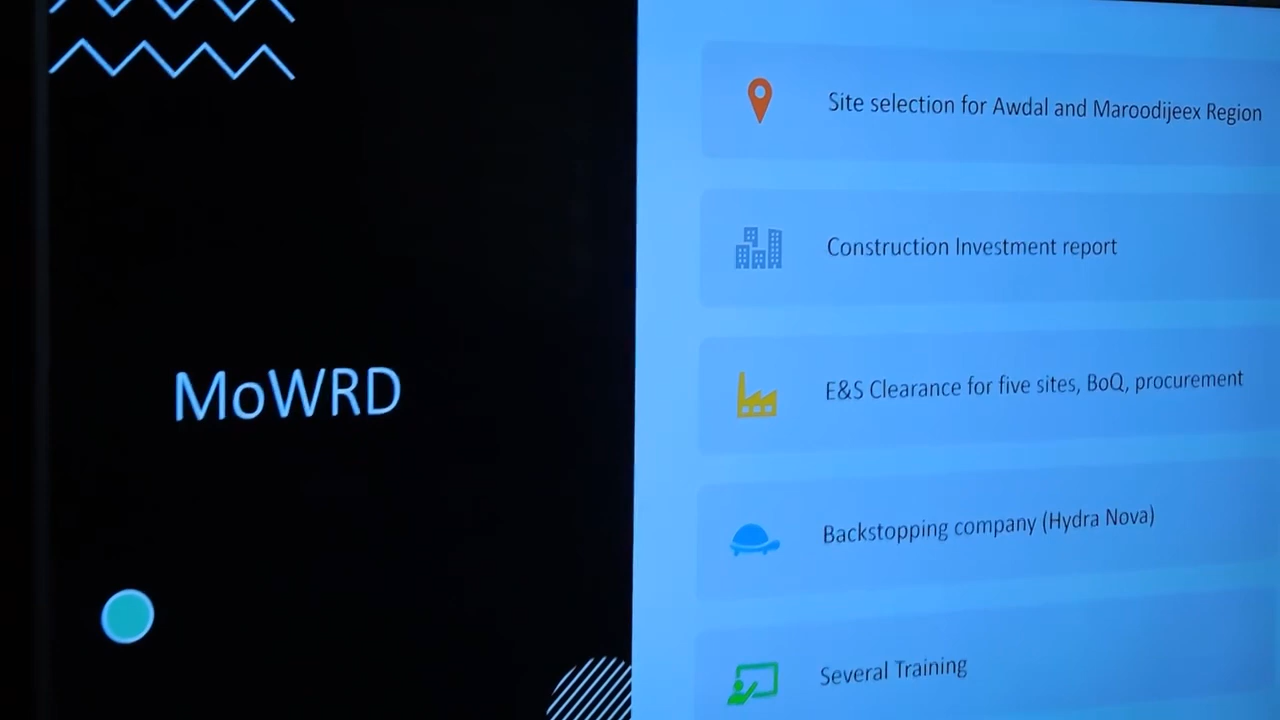 MoWRD
Site selection for Awdal and Maroodijeex Region
Construction Investment report
E&S Clearance for five sites, BoQ, procurement
Backstopping company (Hydra Nova)
Several Training